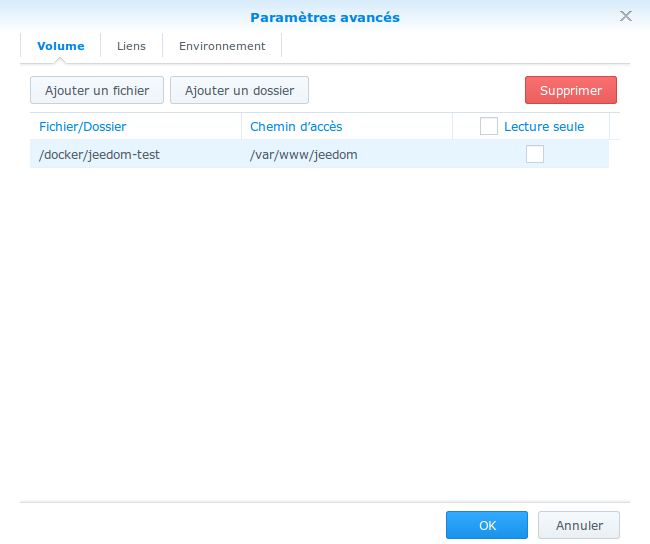 Paramètres avancés
Volume Liens Environnement
Ajouter un fichier Ajouter un dossier Supprimer
Fichier/Dossier Chemin d'accès Lecture seule
/docker/jeedom-test /var/www/jeedom
OK Annuler